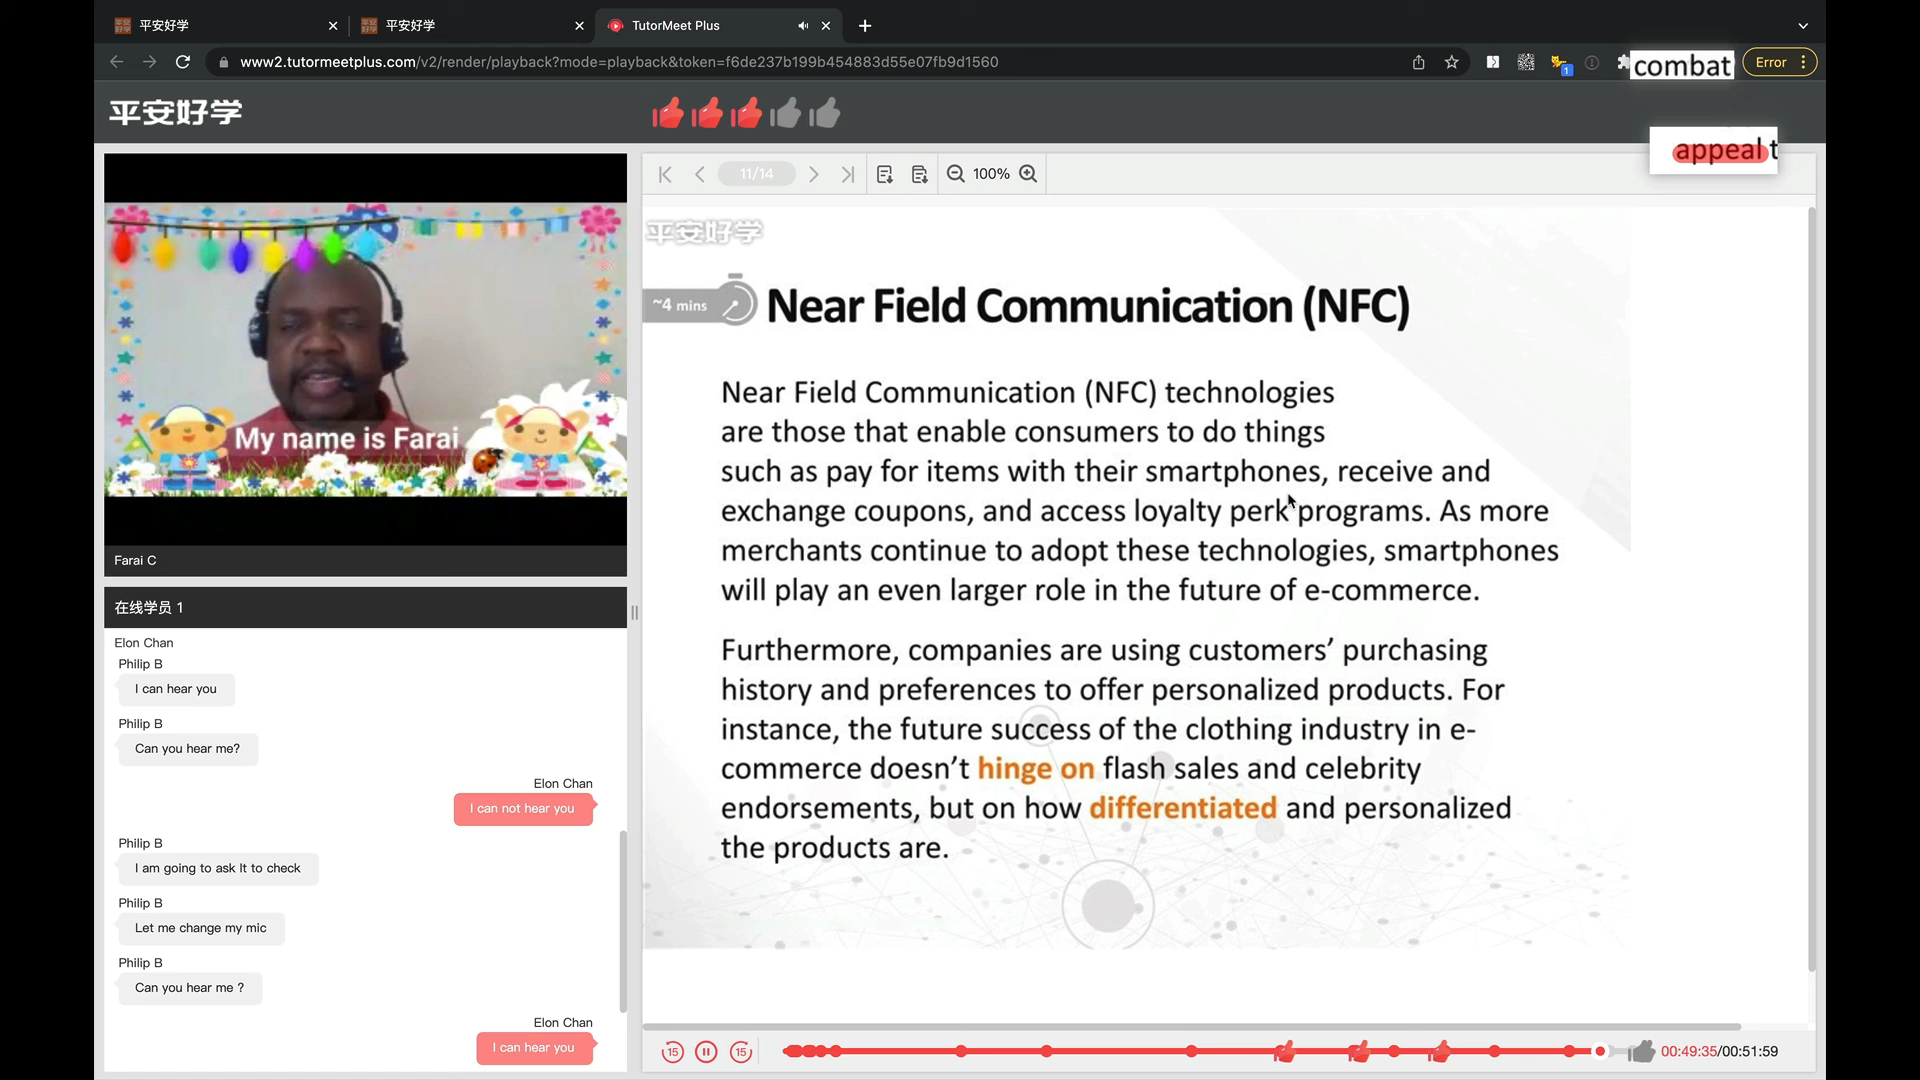 平安好学
平安好学
TutorMeet Plus
www2.tutormeetplus.com/v2/render/playback?mode=playback&token=f6de237b199b454883d55e07fb9d1560
1
combat
Error
平安好学
appeal t
11/14
100%
平安好学
~4 mins
Near Field Communication (NFC)
Near Field Communication (NFC) technologies
are those that enable consumers to do things
such as pay for items with their smartphones, receive and
exchange coupons, and access loyalty perk programs. As more
merchants continue to adopt these technologies, smartphones
will play an even larger role in the future of e-commerce.
Furthermore, companies are using customers’ purchasing
history and preferences to offer personalized products. For
instance, the future success of the clothing industry in e-
commerce doesn’t hinge on flash sales and celebrity
endorsements, but on how differentiated and personalized
the products are.
My name is Farai
Farai C
在线学员 1
Elon Chan
Philip B
I can hear you
Philip B
Can you hear me?
Elon Chan
I can not hear you
Philip B
I am going to ask It to check
Philip B
Let me change my mic
Philip B
Can you hear me ?
Elon Chan
I can hear you
15
15
00:49:35/00:51:59